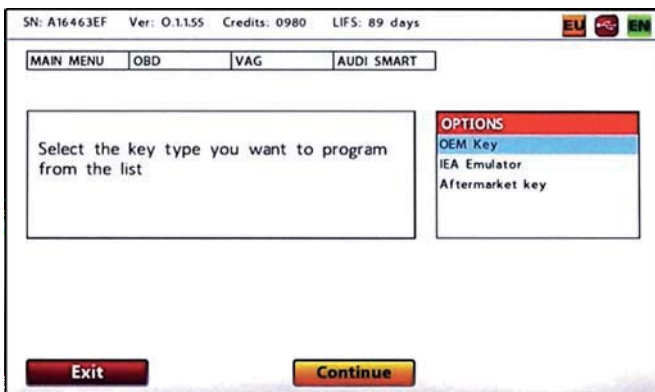 SN: A16463EF Ver: 0.1.1.55 Credits: 0980 LIFS: 89 days EU EN
MAIN MENU OBD VAG AUDI SMART
Select the key type you want to program
from the list
OPTIONS
OEM Key
IEA Emulator
Aftermarket key
Exit Continue